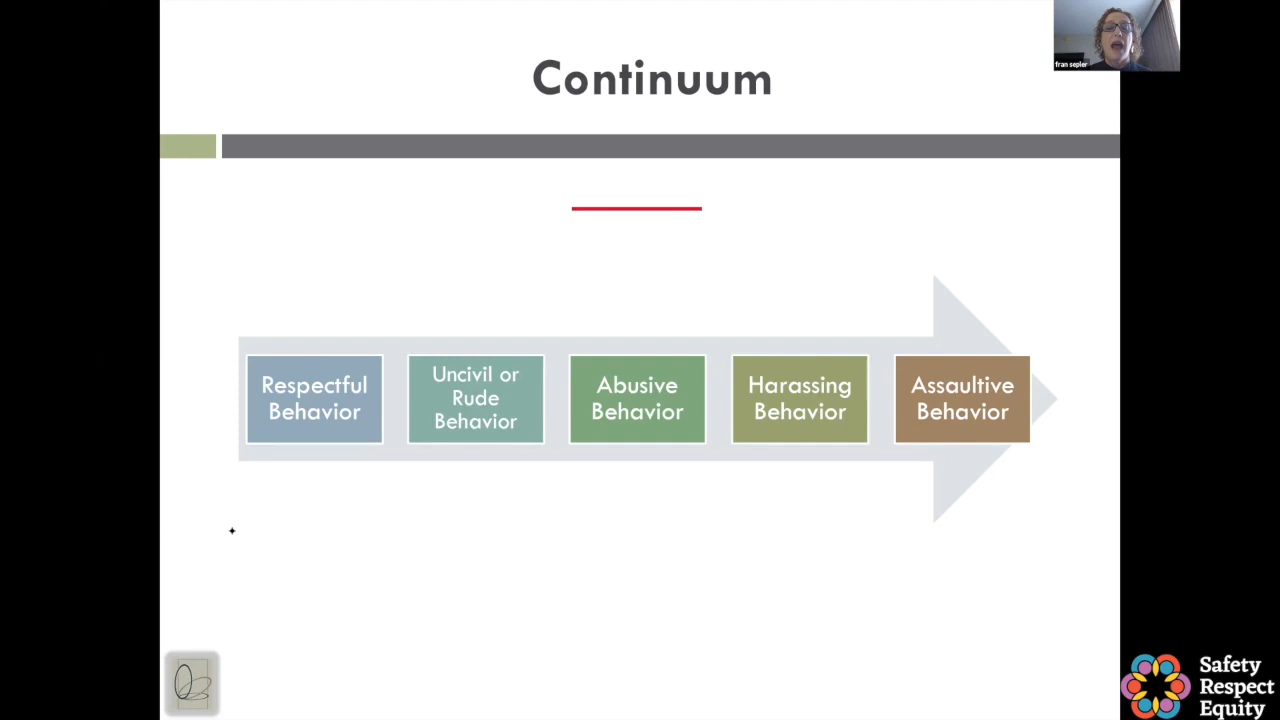 Continuum
fran sepler
Respectful
Behavior
Uncivil or
Rude
Behavior
Abusive
Behavior
Harassing
Behavior
Assaultive
Behavior
Safety
Respect
Equity